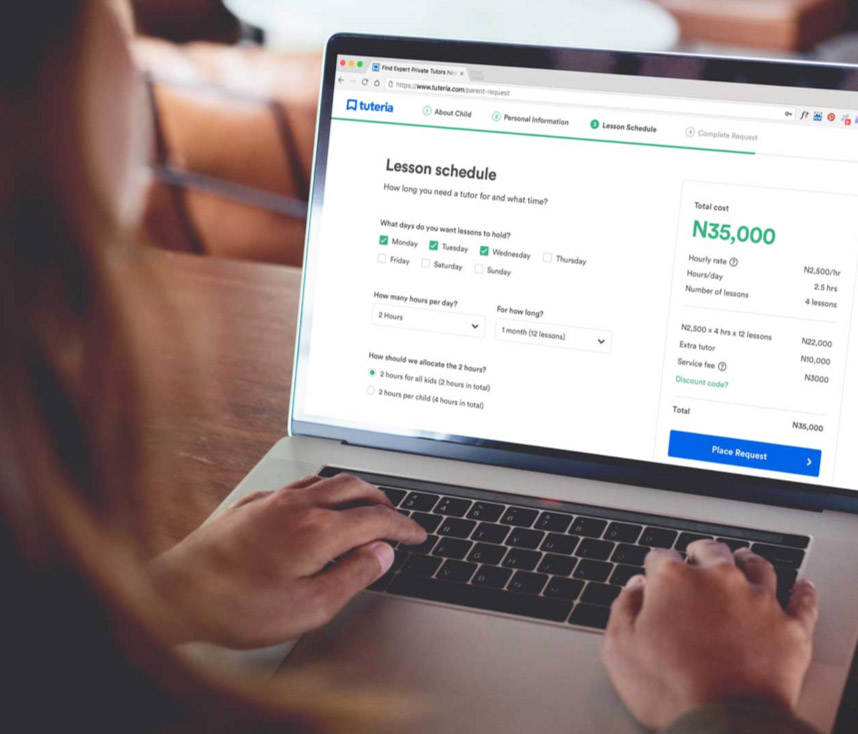 Find Expert Private Tutors
https://www.tuteria.com/parent-request
tuteria
1 About Child
2 Personal Information
3 Lesson Schedule
4 Complete Request
Lesson schedule
How long you need a tutor for and what time?
What days do you want lessons to hold?
Monday
Tuesday
Wednesday
Thursday
Friday
Saturday
Sunday
How many hours per day?
2 Hours
For how long?
1 month (12 lessons)
How should we allocate the 2 hours?
2 hours for all kids (2 hours in total)
2 hours per child (4 hours in total)
Total cost
N35,000
Hourly rate ? N2,500/hr
Hours/day 2.5 hrs
Number of lessons 4 lessons
N2,500 x 4 hrs x 12 lessons N22,000
Extra tutor N10,000
Service fee ? N3000
Discount code?
Total N35,000
Place Request